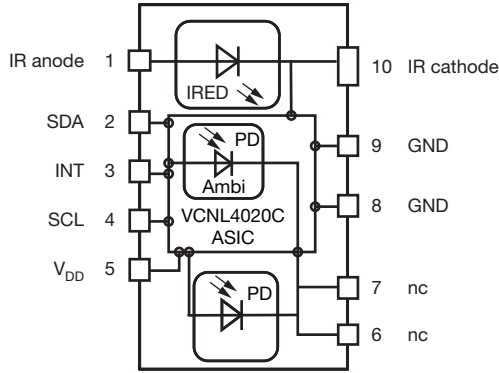 IR anode 1
10 IR cathode
IRED
SDA 2
PD
9 GND
INT 3
Ambi
SCL 4
VCNL4020C
8 GND
ASIC
VDD 5
PD
7 nc
6 nc